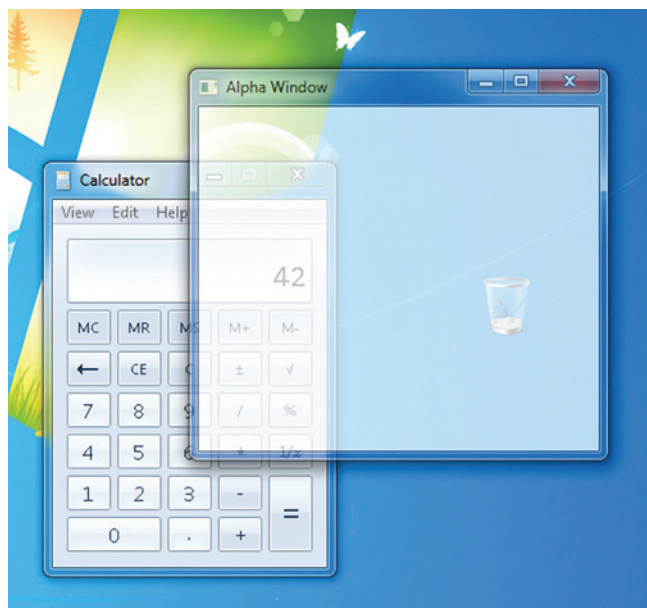 Alpha Window
Calculator
View Edit Help
42
MC MR MS M+ M-
← CE C ± √
7 8 9 / %
4 5 6 * 1/x
1 2 3 -
=
0 . +